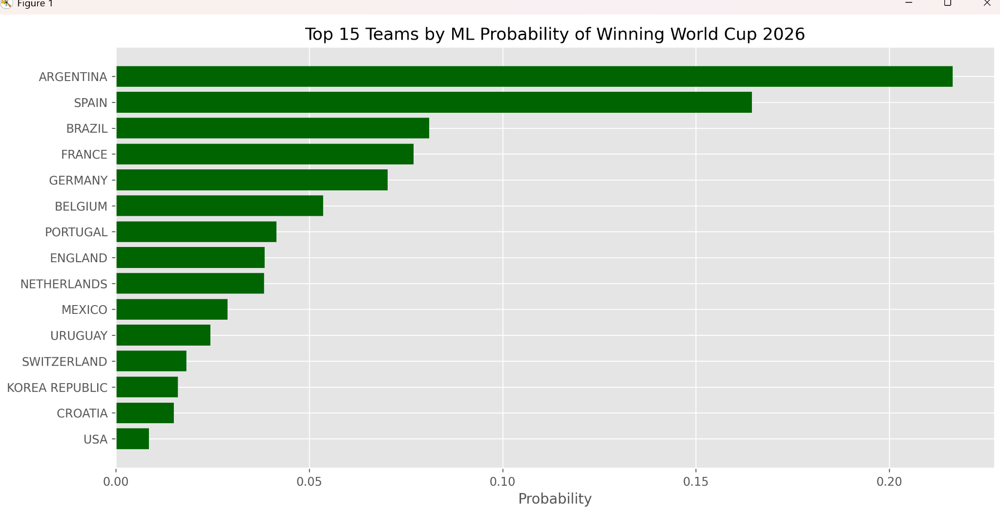 Figure 1
Top 15 Teams by ML Probability of Winning World Cup 2026
ARGENTINA
SPAIN
BRAZIL
FRANCE
GERMANY
BELGIUM
PORTUGAL
ENGLAND
NETHERLANDS
MEXICO
URUGUAY
SWITZERLAND
KOREA REPUBLIC
CROATIA
USA
0.00 0.05 0.10 0.15 0.20
Probability